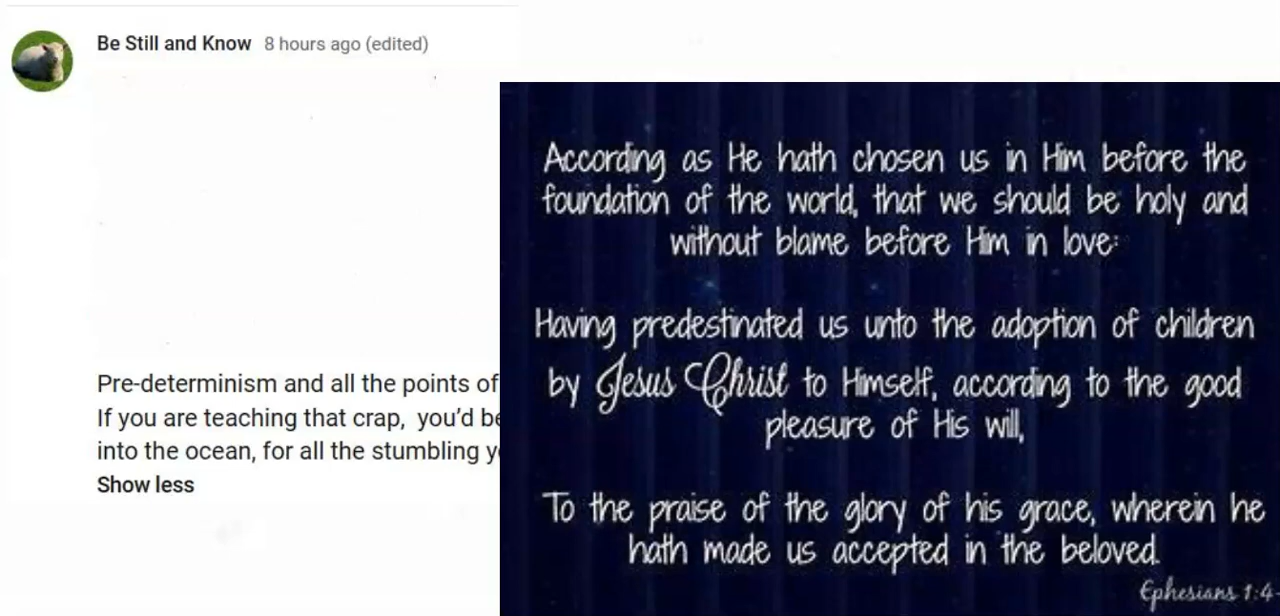 Be Still and Know 8 hours ago (edited)
Pre-determinism and all the points of
If you are teaching that crap, you'd be
into the ocean, for all the stumbling
Show less
According as He hath chosen us in Him before the
foundation of the world, that we should be holy and
without blame before Him in love:
Having predestinated us unto the adoption of children
by Jesus Christ to Himself, according to the good
pleasure of His will,
To the praise of the glory of his grace, wherein he
hath made us accepted in the beloved.
Ephesians 1:4-